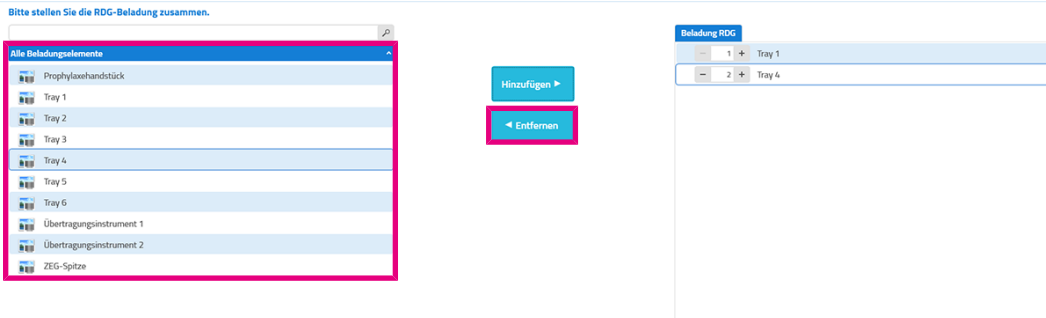 Bitte stellen Sie die RDG-Beladung zusammen.
Alle Beladungselemente
Prophylaxehandstück
Tray 1
Tray 2
Tray 3
Tray 4
Tray 5
Tray 6
Übertragungsinstrument 1
Übertragungsinstrument 2
ZEG-Spitze
Hinzufügen
Entfernen
Beladung RDG
− 1 + Tray 1
− 2 + Tray 4